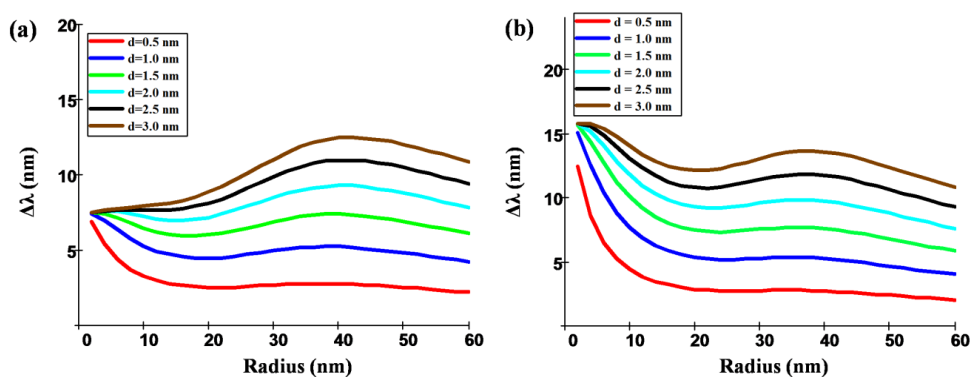 (a)
20
15
10
5
Δλ (nm)
d=0.5 nm
d=1.0 nm
d=1.5 nm
d=2.0 nm
d=2.5 nm
d=3.0 nm
0 10 20 30 40 50 60
Radius (nm)
(b)
20
15
10
5
Δλ (nm)
d = 0.5 nm
d = 1.0 nm
d = 1.5 nm
d = 2.0 nm
d = 2.5 nm
d = 3.0 nm
0 10 20 30 40 50 60
Radius (nm)